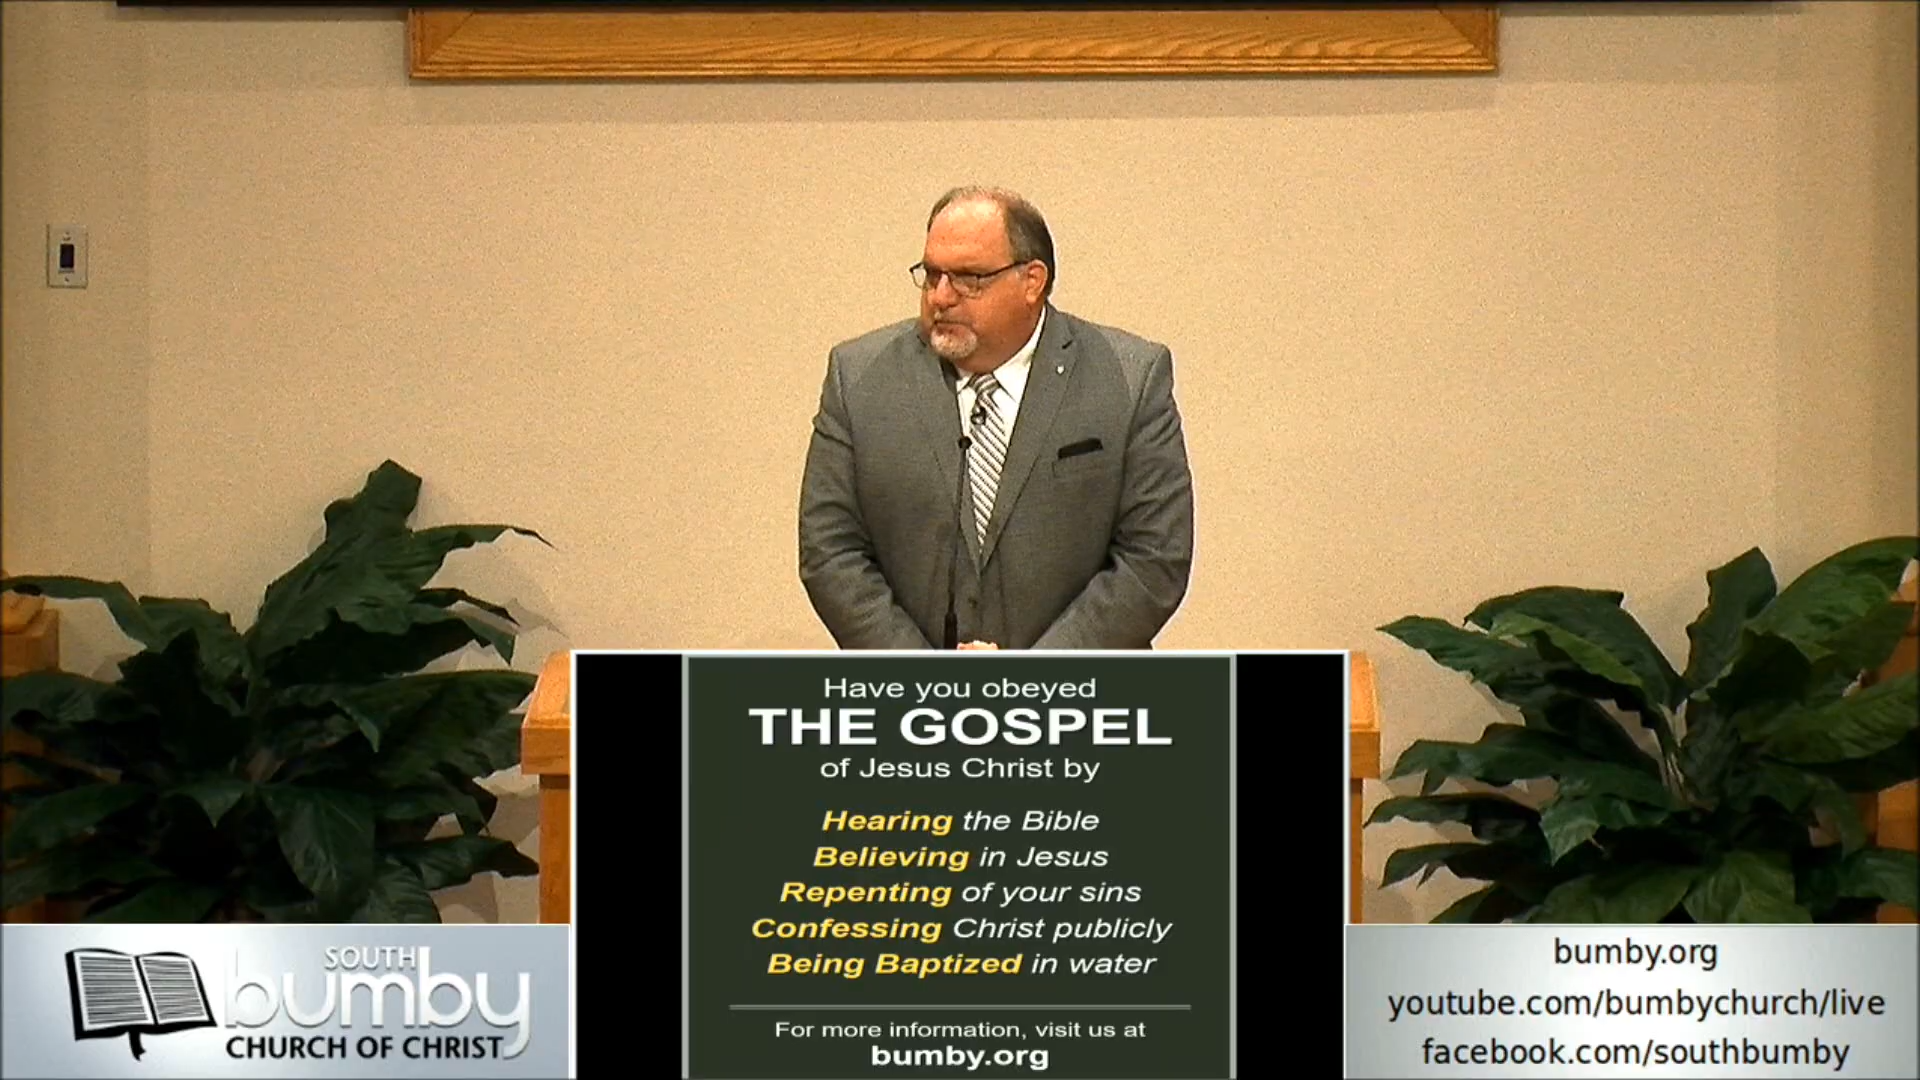 Have you obeyed
THE GOSPEL
of Jesus Christ by
Hearing the Bible
Believing in Jesus
Repenting of your sins
Confessing Christ publicly
Being Baptized in water
For more information, visit us at
bumby.org
SOUTH
bumby
CHURCH OF CHRIST
bumby.org
youtube.com/bumbychurch/live
facebook.com/southbumby